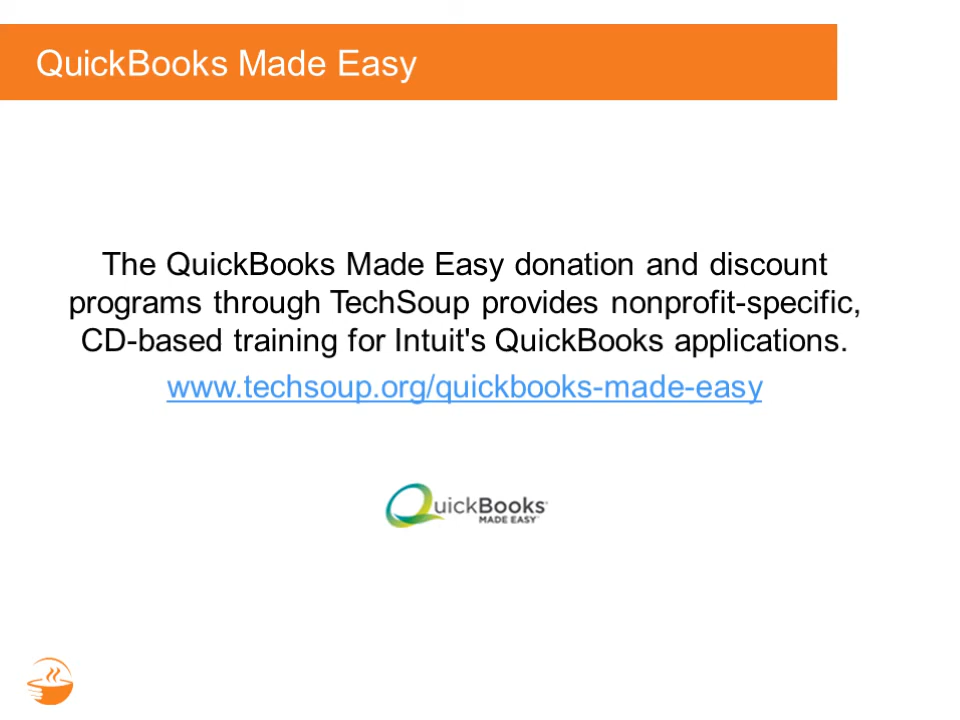 QuickBooks Made Easy
The QuickBooks Made Easy donation and discount
programs through TechSoup provides nonprofit-specific,
CD-based training for Intuit's QuickBooks applications.
www.techsoup.org/quickbooks-made-easy
QuickBooks
MADE EASY